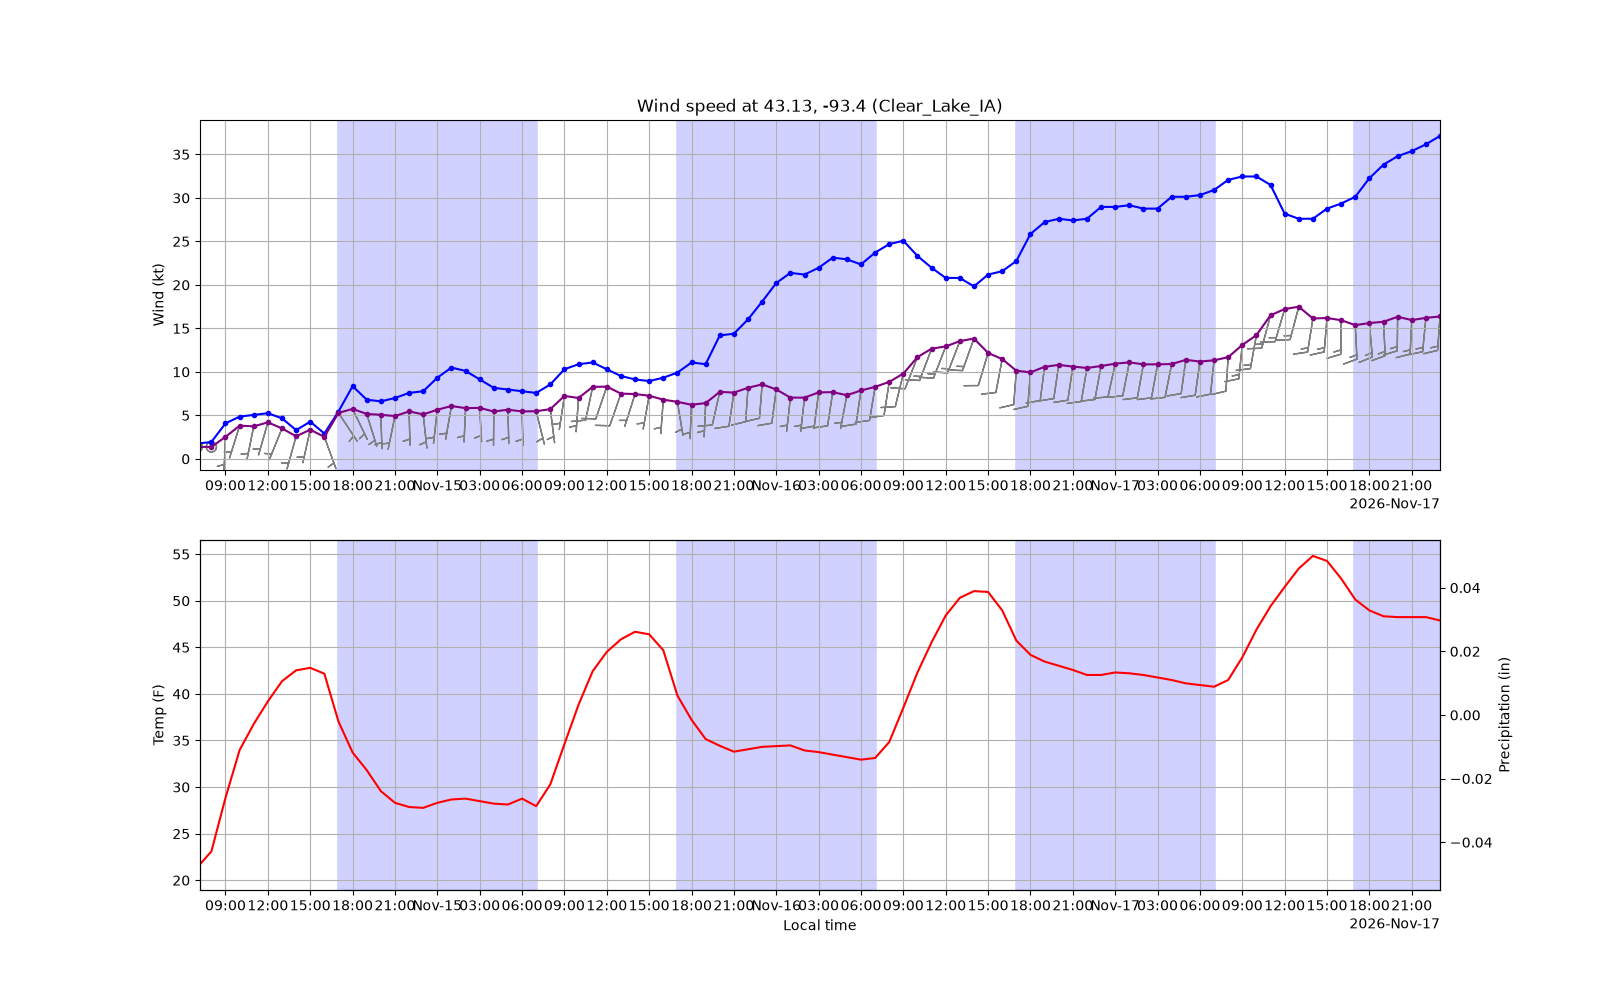 Wind speed at 43.13, -93.4 (Clear_Lake_IA)
Wind (kt)
35
30
25
20
15
10
5
0
09:00 12:00 15:00 18:00 21:00 Nov-15 03:00 06:00 09:00 12:00 15:00 18:00 21:00 Nov-16 03:00 06:00 09:00 12:00 15:00 18:00 21:00 Nov-17 03:00 06:00 09:00 12:00 15:00 18:00 21:00
2026-Nov-17
Temp (F)
55
50
45
40
35
30
25
20
0.04
0.02
0.00
−0.02
−0.04
Precipitation (in)
09:00 12:00 15:00 18:00 21:00 Nov-15 03:00 06:00 09:00 12:00 15:00 18:00 21:00 Nov-16 03:00 06:00 09:00 12:00 15:00 18:00 21:00 Nov-17 03:00 06:00 09:00 12:00 15:00 18:00 21:00
Local time
2026-Nov-17